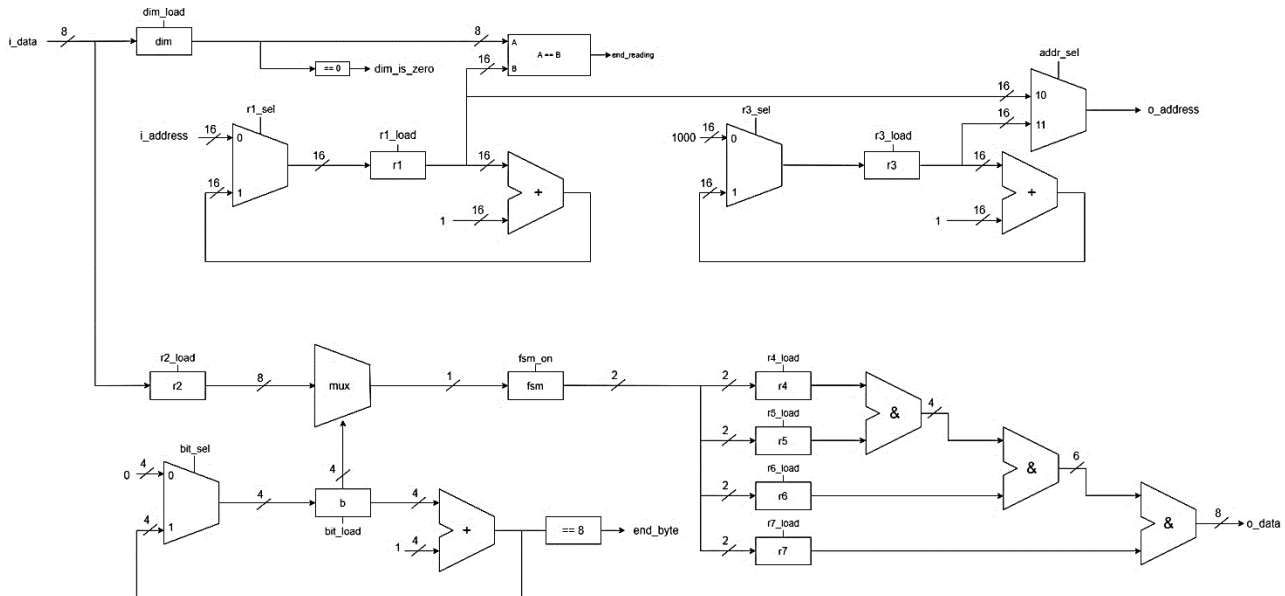 dim_load
i_data
8
dim
8
A
A == B
end_reading
B
16
== 0
dim_is_zero
addr_sel
16
10
o_address
16
11
r1_sel
i_address
16
0
r1_load
16
r1
16
+
16
1
1
16
r3_sel
1000
16
0
r3_load
r3
16
+
16
1
1
16
r2_load
r2
8
mux
1
fsm_on
fsm
2
r4_load
2
r4
&
4
r5_load
2
r5
&
6
r6_load
2
r6
&
8
o_data
r7_load
2
r7
bit_sel
0
4
0
4
4
b
bit_load
4
+
== 8
end_byte
4
1
1
4